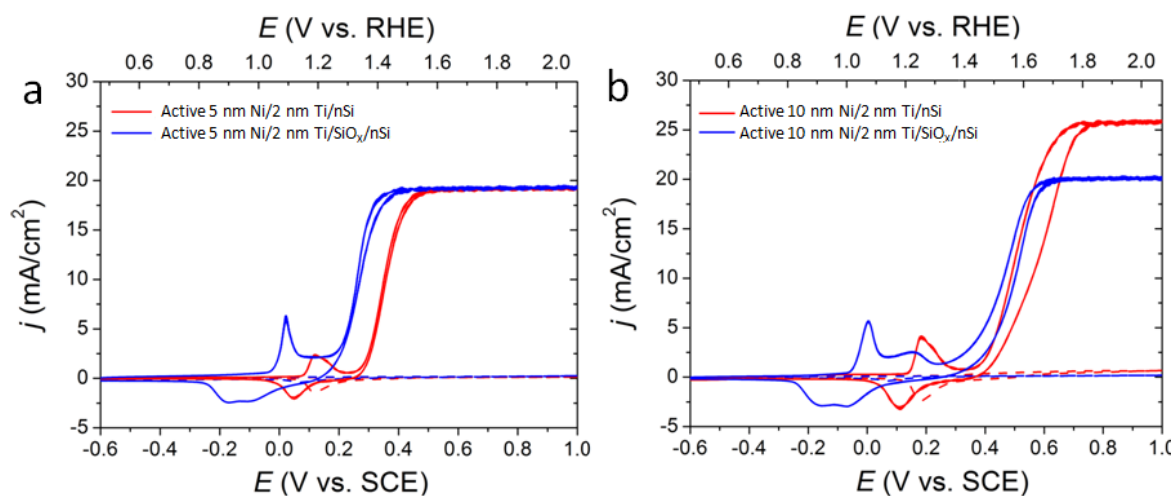 E (V vs. RHE)
0.6 0.8 1.0 1.2 1.4 1.6 1.8 2.0
a
30
25
20
15
10
5
0
-5
j (mA/cm²)
Active 5 nm Ni/2 nm Ti/nSi
Active 5 nm Ni/2 nm Ti/SiOₓ/nSi
-0.6 -0.4 -0.2 0.0 0.2 0.4 0.6 0.8 1.0
E (V vs. SCE)
E (V vs. RHE)
0.6 0.8 1.0 1.2 1.4 1.6 1.8 2.0
b
30
25
20
15
10
5
0
-5
j (mA/cm²)
Active 10 nm Ni/2 nm Ti/nSi
Active 10 nm Ni/2 nm Ti/SiOₓ/nSi
-0.6 -0.4 -0.2 0.0 0.2 0.4 0.6 0.8 1.0
E (V vs. SCE)